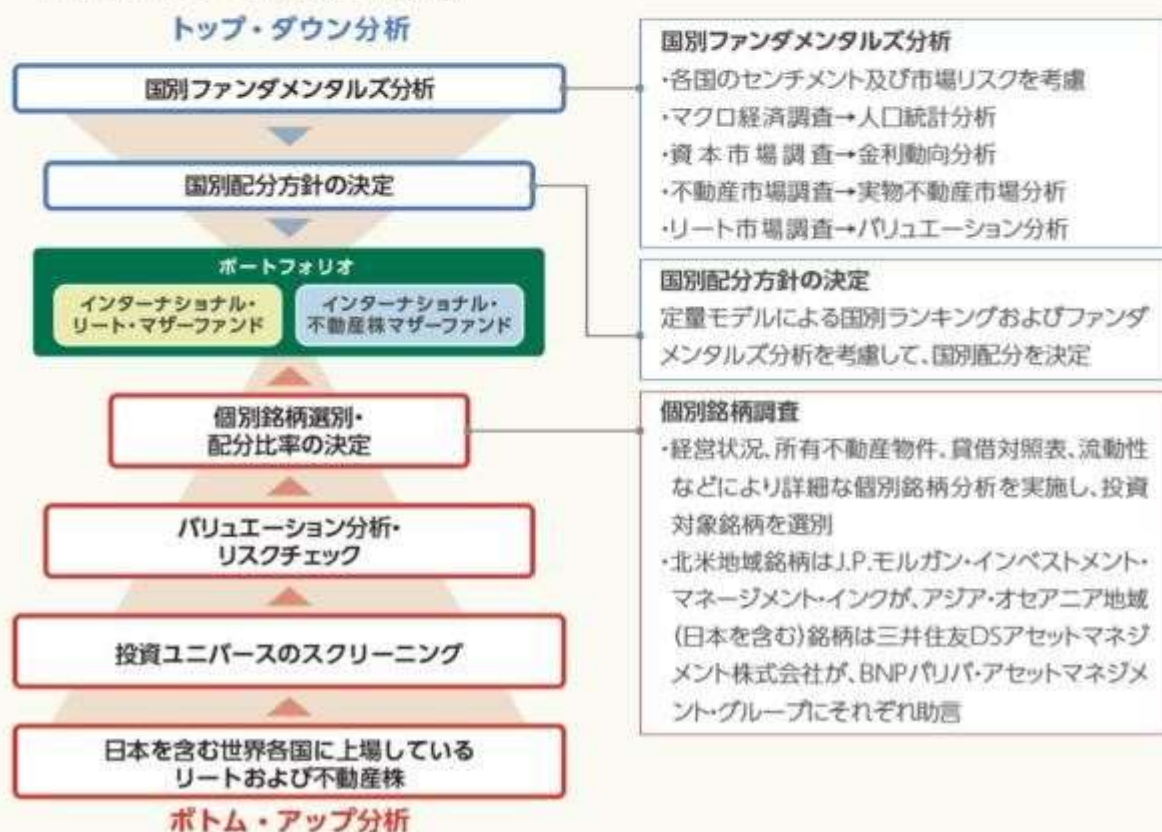 トップ・ダウン分析
国別ファンダメンタルズ分析
国別配分方針の決定
ポートフォリオ
インターナショナル・
リート・マザーファンド
インターナショナル・
不動産株マザーファンド
個別銘柄選別・
配分比率の決定
バリュエーション分析・
リスクチェック
投資ユニバースのスクリーニング
日本を含む世界各国に上場している
リートおよび不動産株
ボトム・アップ分析
国別ファンダメンタルズ分析
・各国のセンチメント及び市場リスクを考慮
・マクロ経済調査→人口統計分析
・資本市場調査→金利動向分析
・不動産市場調査→実物不動産市場分析
・リート市場調査→バリュエーション分析
国別配分方針の決定
定量モデルによる国別ランキングおよびファンダ
メンタルズ分析を考慮して、国別配分を決定
個別銘柄調査
・経営状況、所有不動産物件、貸借対照表、流動性
などにより詳細な個別銘柄分析を実施し、投資
対象銘柄を選別
・北米地域銘柄はJ.P.モルガン・インベストメント・
マネージメント・インクが、アジア・オセアニア地域
(日本を含む)銘柄は三井住友DSアセットマネジ
メント株式会社が、BNPパリバ・アセットマネジメ
ント・グループにそれぞれ助言